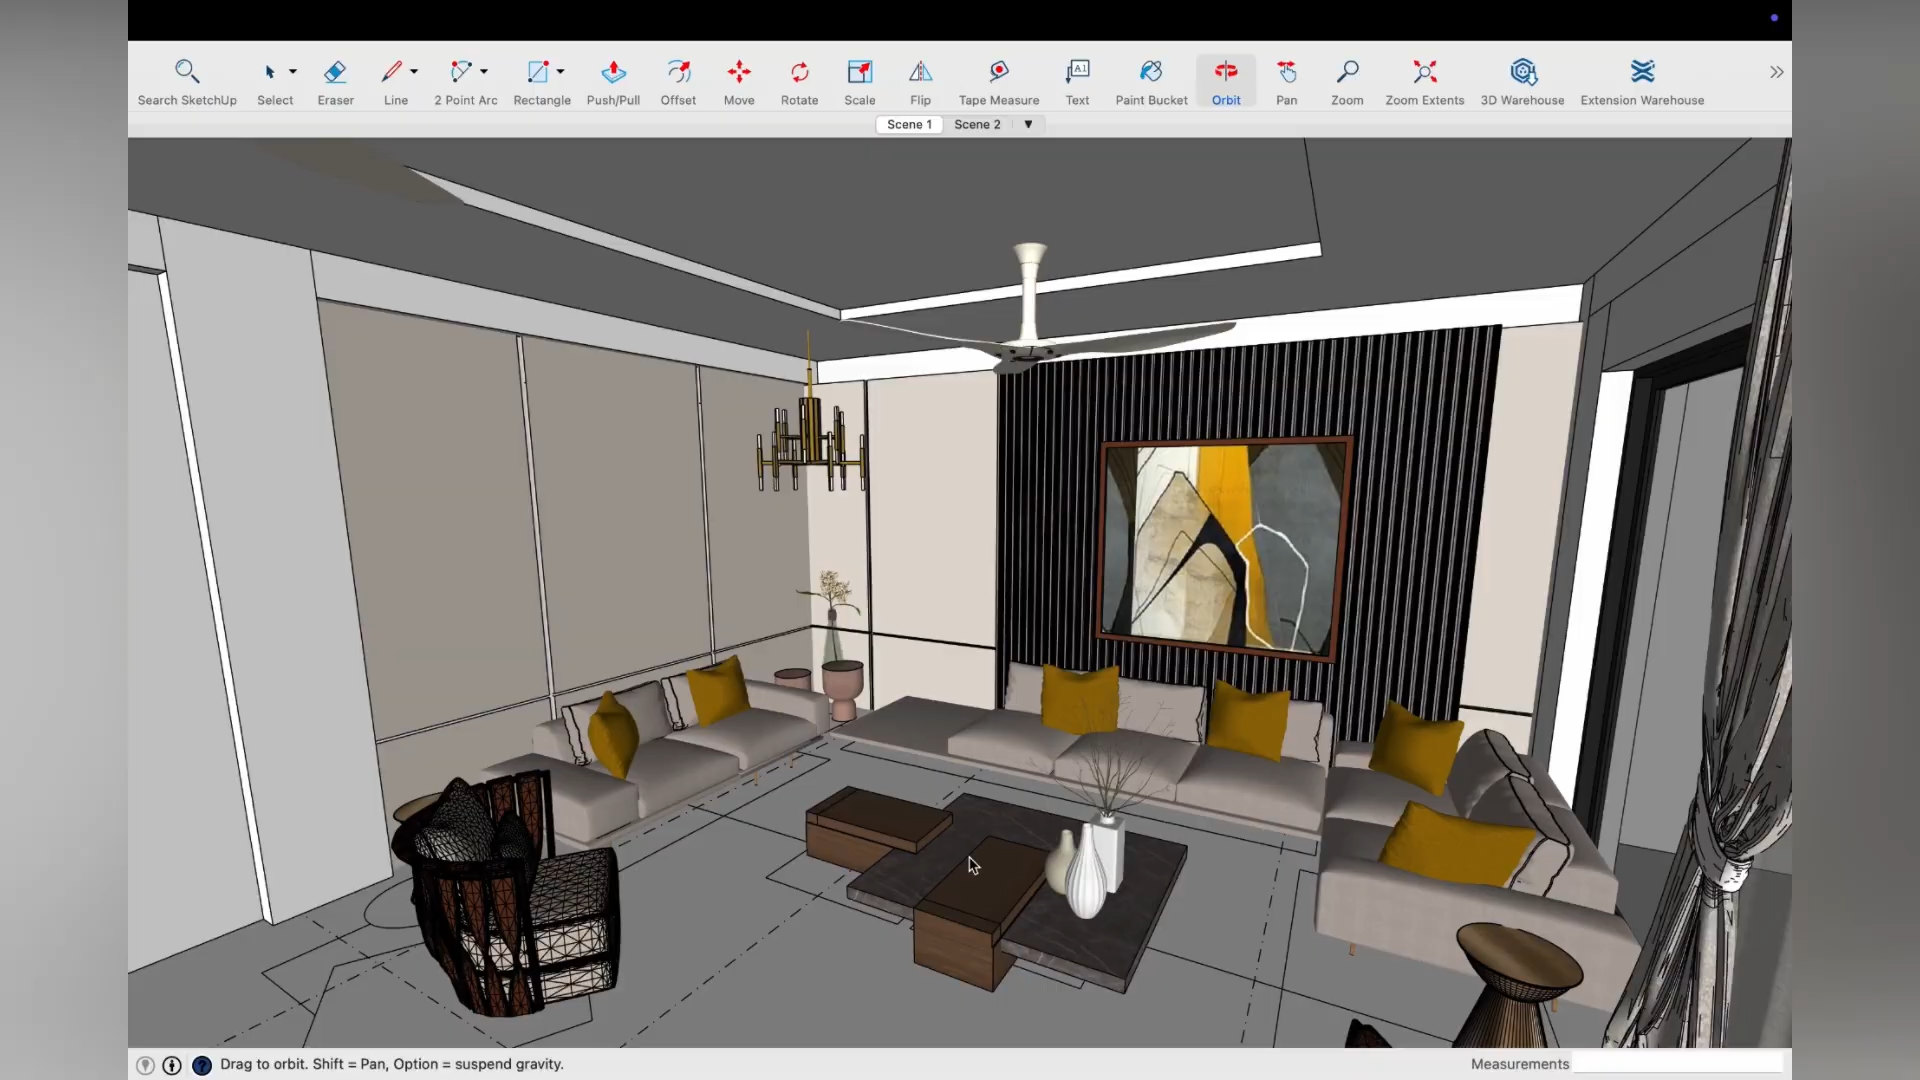 Search SketchUp
Select
Eraser
Line
2 Point Arc
Rectangle
Push/Pull
Offset
Move
Rotate
Scale
Flip
Tape Measure
A1
Text
Paint Bucket
Orbit
Pan
Zoom
Zoom Extents
3D Warehouse
Extension Warehouse
Scene 1
Scene 2
? Drag to orbit. Shift = Pan, Option = suspend gravity.
Measurements